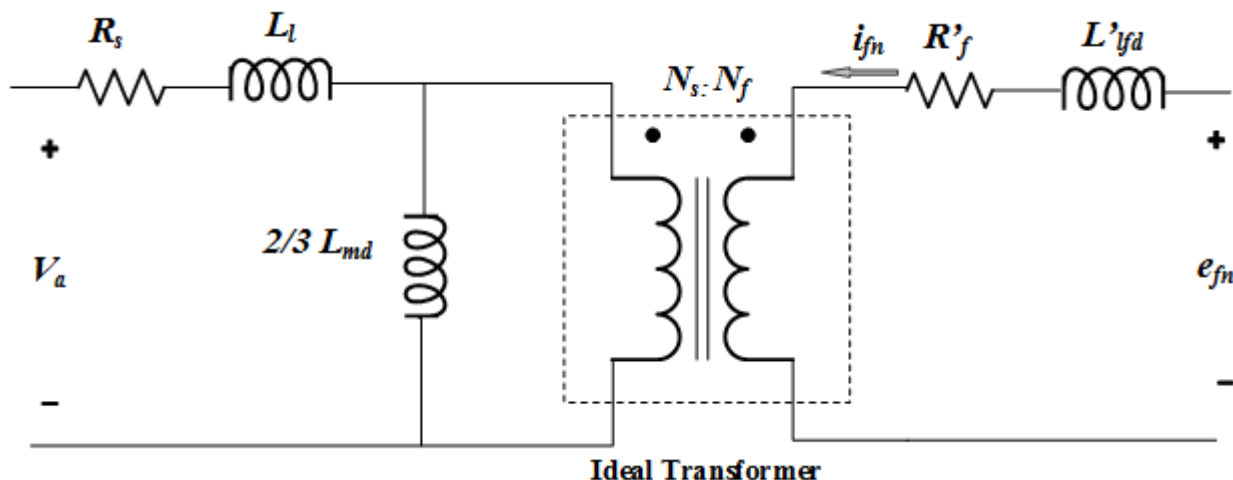 R_s
L_l
i_fn
R'_f
L'_lfd
N_s: N_f
+
+
2/3 L_md
V_a
e_fn
-
-
Ideal Transformer